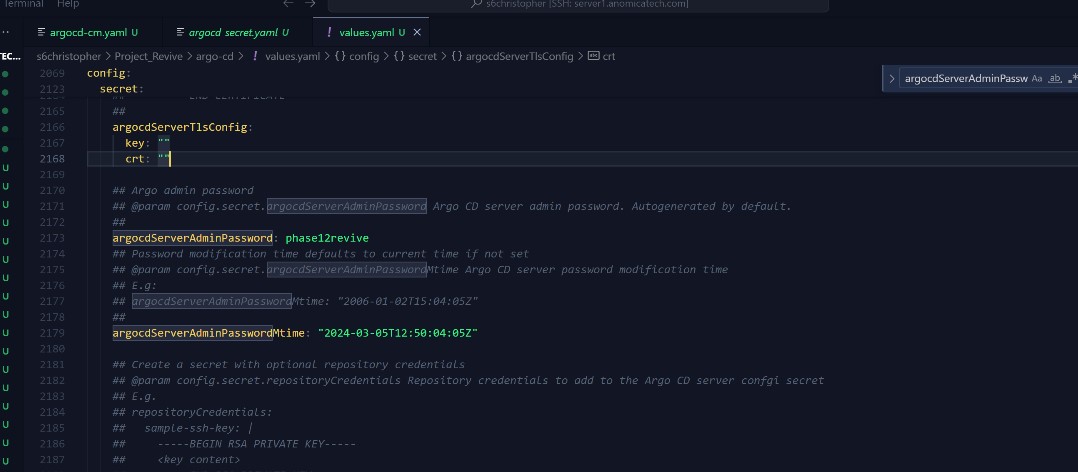 Terminal Help
s6christopher [SSH: server1.anomicatech.com]
argocd-cm.yaml U
argocd secret.yaml U
! values.yaml U ×
s6christopher > Project_Revive > argo-cd > ! values.yaml > {} config > {} secret > {} argocdServerTlsConfig > abc crt
TEC...
> argocdServerAdminPassw Aa ab .*
2069 config:
2123 secret:
2165 ##
2166 argocdServerTlsConfig:
2167 key: ""
2168 crt: ""
2169
2170 ## Argo admin password
2171 ## @param config.secret.argocdServerAdminPassword Argo CD server admin password. Autogenerated by default.
2172 ##
2173 argocdServerAdminPassword: phase12revive
2174 ## Password modification time defaults to current time if not set
2175 ## @param config.secret.argocdServerAdminPasswordMtime Argo CD server password modification time
2176 ## E.g:
2177 ## argocdServerAdminPasswordMtime: "2006-01-02T15:04:05Z"
2178 ##
2179 argocdServerAdminPasswordMtime: "2024-03-05T12:50:04:05Z"
2180
2181 ## Create a secret with optional repository credentials
2182 ## @param config.secret.repositoryCredentials Repository credentials to add to the Argo CD server confgi secret
2183 ## E.g.
2184 ## repositoryCredentials:
2185 ## sample-ssh-key: |
2186 ## -----BEGIN RSA PRIVATE KEY-----
2187 ## <key content>